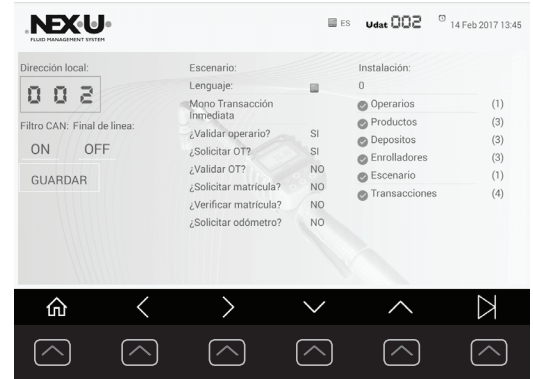 NEX·U·
FLUID MANAGEMENT SYSTEM
ES
Udat 002
14 Feb 2017 13:45
Dirección local:
002
Filtro CAN: Final de linea:
ON OFF
GUARDAR
Escenario:
Lenguaje:
Mono Transacción
Inmediata
¿Validar operario? SI
¿Solicitar OT? SI
¿Validar OT? NO
¿Solicitar matrícula? NO
¿Verificar matrícula? NO
¿Solicitar odómetro? NO
Instalación:
0
Operarios (1)
Productos (3)
Depositos (3)
Enrolladores (3)
Escenario (1)
Transacciones (4)